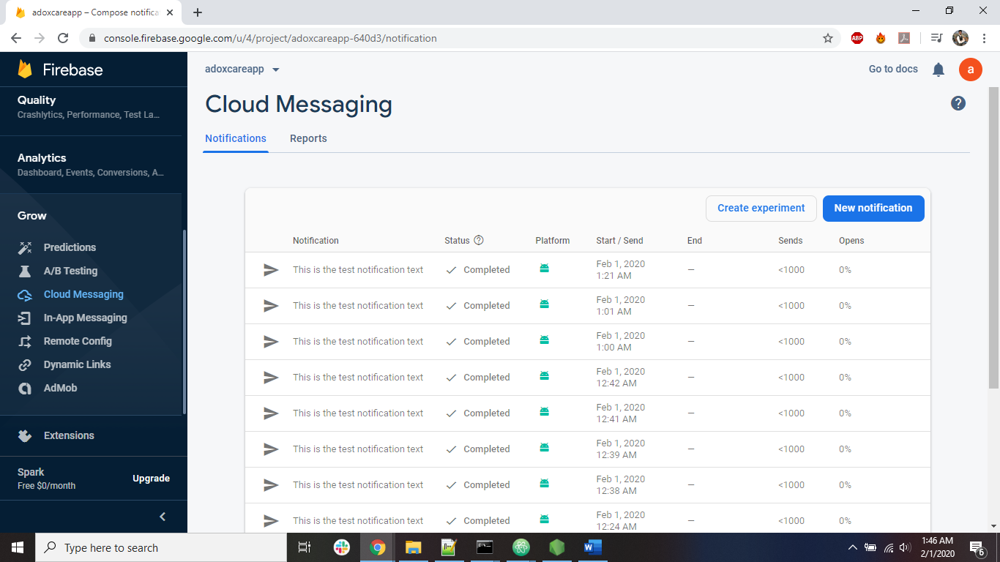 adoxcareapp – Compose notifica
console.firebase.google.com/u/4/project/adoxcareapp-640d3/notification
ABP
Firebase
Quality
Crashlytics, Performance, Test La...
Analytics
Dashboard, Events, Conversions, A...
Grow
Predictions
A/B Testing
Cloud Messaging
In-App Messaging
Remote Config
Dynamic Links
AdMob
Extensions
Spark
Free $0/month
Upgrade
adoxcareapp
Go to docs
a
Cloud Messaging
Notifications Reports
Create experiment New notification
Notification Status Platform Start / Send End Sends Opens
This is the test notification text Completed Feb 1, 2020 1:21 AM — <1000 0%
This is the test notification text Completed Feb 1, 2020 1:01 AM — <1000 0%
This is the test notification text Completed Feb 1, 2020 1:00 AM — <1000 0%
This is the test notification text Completed Feb 1, 2020 12:42 AM — <1000 0%
This is the test notification text Completed Feb 1, 2020 12:41 AM — <1000 0%
This is the test notification text Completed Feb 1, 2020 12:39 AM — <1000 0%
This is the test notification text Completed Feb 1, 2020 12:38 AM — <1000 0%
This is the test notification text Completed Feb 1, 2020 12:24 AM — <1000 0%
Type here to search
1:46 AM
2/1/2020
6